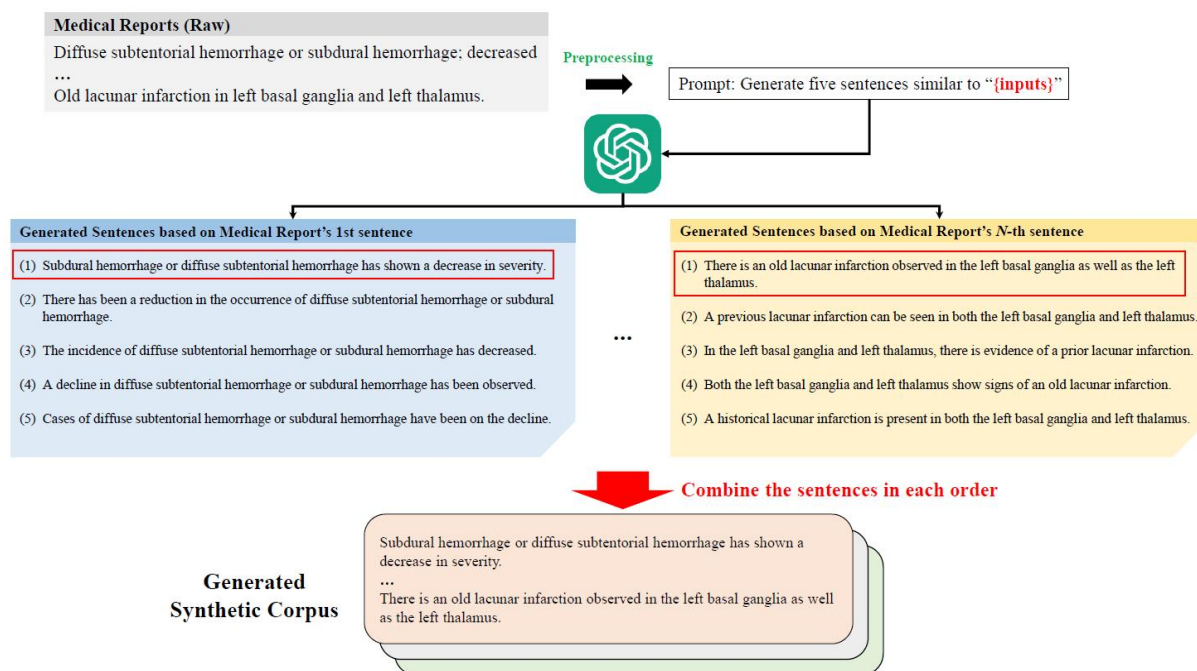 Medical Reports (Raw)
Diffuse subtentorial hemorrhage or subdural hemorrhage; decreased
...
Old lacunar infarction in left basal ganglia and left thalamus.
Preprocessing
Prompt: Generate five sentences similar to “{inputs}”
Generated Sentences based on Medical Report’s 1st sentence
(1) Subdural hemorrhage or diffuse subtentorial hemorrhage has shown a decrease in severity.
(2) There has been a reduction in the occurrence of diffuse subtentorial hemorrhage or subdural
hemorrhage.
(3) The incidence of diffuse subtentorial hemorrhage or subdural hemorrhage has decreased.
(4) A decline in diffuse subtentorial hemorrhage or subdural hemorrhage has been observed.
(5) Cases of diffuse subtentorial hemorrhage or subdural hemorrhage have been on the decline.
...
Generated Sentences based on Medical Report’s N-th sentence
(1) There is an old lacunar infarction observed in the left basal ganglia as well as the left
thalamus.
(2) A previous lacunar infarction can be seen in both the left basal ganglia and left thalamus.
(3) In the left basal ganglia and left thalamus, there is evidence of a prior lacunar infarction.
(4) Both the left basal ganglia and left thalamus show signs of an old lacunar infarction.
(5) A historical lacunar infarction is present in both the left basal ganglia and left thalamus.
Combine the sentences in each order
Generated
Synthetic Corpus
Subdural hemorrhage or diffuse subtentorial hemorrhage has shown a
decrease in severity.
...
There is an old lacunar infarction observed in the left basal ganglia as well
as the left thalamus.